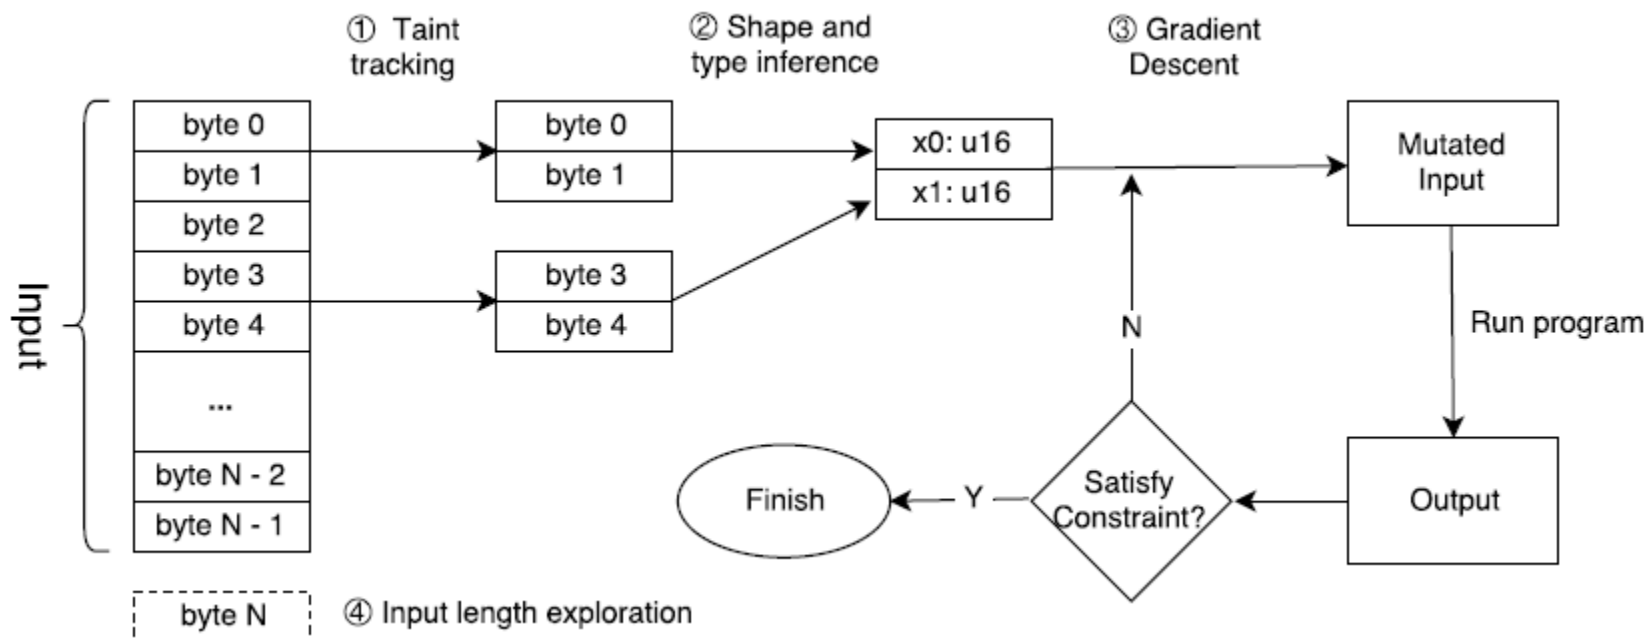 ① Taint
tracking
② Shape and
type inference
③ Gradient
Descent
Input
byte 0
byte 1
byte 2
byte 3
byte 4
...
byte N - 2
byte N - 1
byte N
④ Input length exploration
byte 0
byte 1
byte 3
byte 4
x0: u16
x1: u16
Mutated
Input
Run program
Output
Satisfy
Constraint?
N
Y
Finish